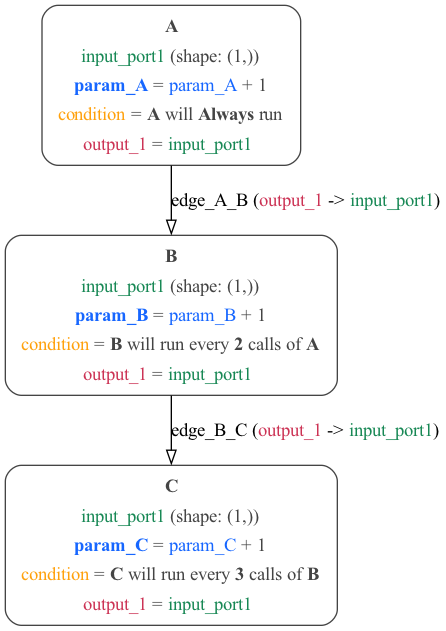 A
input_port1 (shape: (1,))
param_A = param_A + 1
condition = A will Always run
output_1 = input_port1
edge_A_B (output_1 -> input_port1)
B
input_port1 (shape: (1,))
param_B = param_B + 1
condition = B will run every 2 calls of A
output_1 = input_port1
edge_B_C (output_1 -> input_port1)
C
input_port1 (shape: (1,))
param_C = param_C + 1
condition = C will run every 3 calls of B
output_1 = input_port1